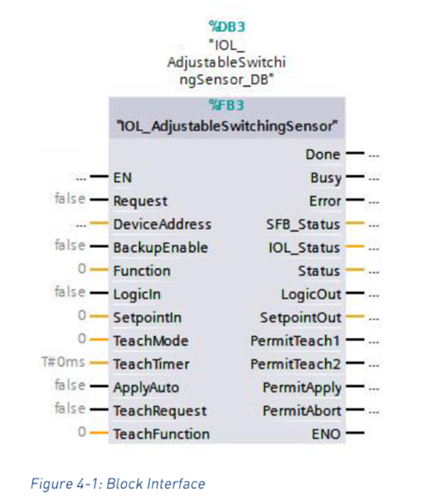 %DB3
"IOL_
AdjustableSwitchi
ngSensor_DB"
%FB3
"IOL_AdjustableSwitchingSensor"
Done ...
... EN Busy ...
false Request Error ...
... DeviceAddress SFB_Status ...
false BackupEnable IOL_Status ...
0 Function Status ...
false LogicIn LogicOut ...
0 SetpointIn SetpointOut ...
0 TeachMode PermitTeach1 ...
T#0ms TeachTimer PermitTeach2 ...
false ApplyAuto PermitApply ...
false TeachRequest PermitAbort ...
0 TeachFunction ENO
Figure 4-1: Block Interface